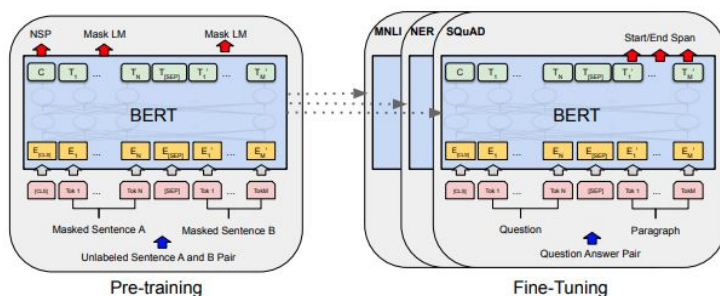 NSP Mask LM Mask LM
C T1 ... TN T[SEP] T1' ... TM'
BERT
E[CLS] E1 ... EN E[SEP] E1' ... EM'
[CLS] Tok 1 ... Tok N [SEP] Tok 1 ... TokM
Masked Sentence A Masked Sentence B
Unlabeled Sentence A and B Pair
Pre-training
MNLI NER SQuAD Start/End Span
C T1 ... TN T[SEP] T1' ... TM'
BERT
E[CLS] E1 ... EN E[SEP] E1' ... EM'
[CLS] Tok 1 ... Tok N [SEP] Tok 1 ... TokM
Question Paragraph
Question Answer Pair
Fine-Tuning